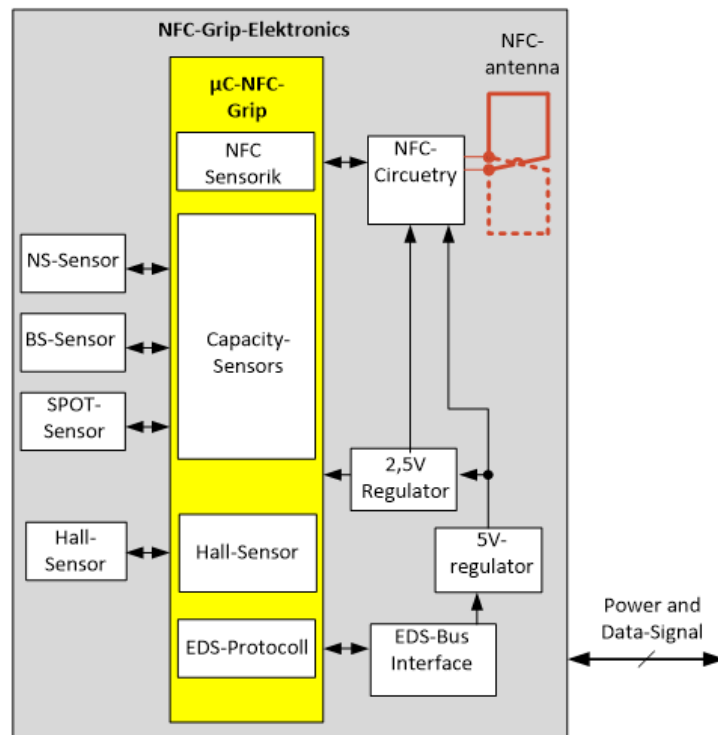 NFC-Grip-Elektronics
NFC-
antenna
µC-NFC-
Grip
NFC
Sensorik
NFC-
Circuetry
NS-Sensor
BS-Sensor
Capacity-
Sensors
SPOT-
Sensor
2,5V
Regulator
Hall-
Sensor
Hall-Sensor
5V-
regulator
Power and
Data-Signal
EDS-Protocoll
EDS-Bus
Interface